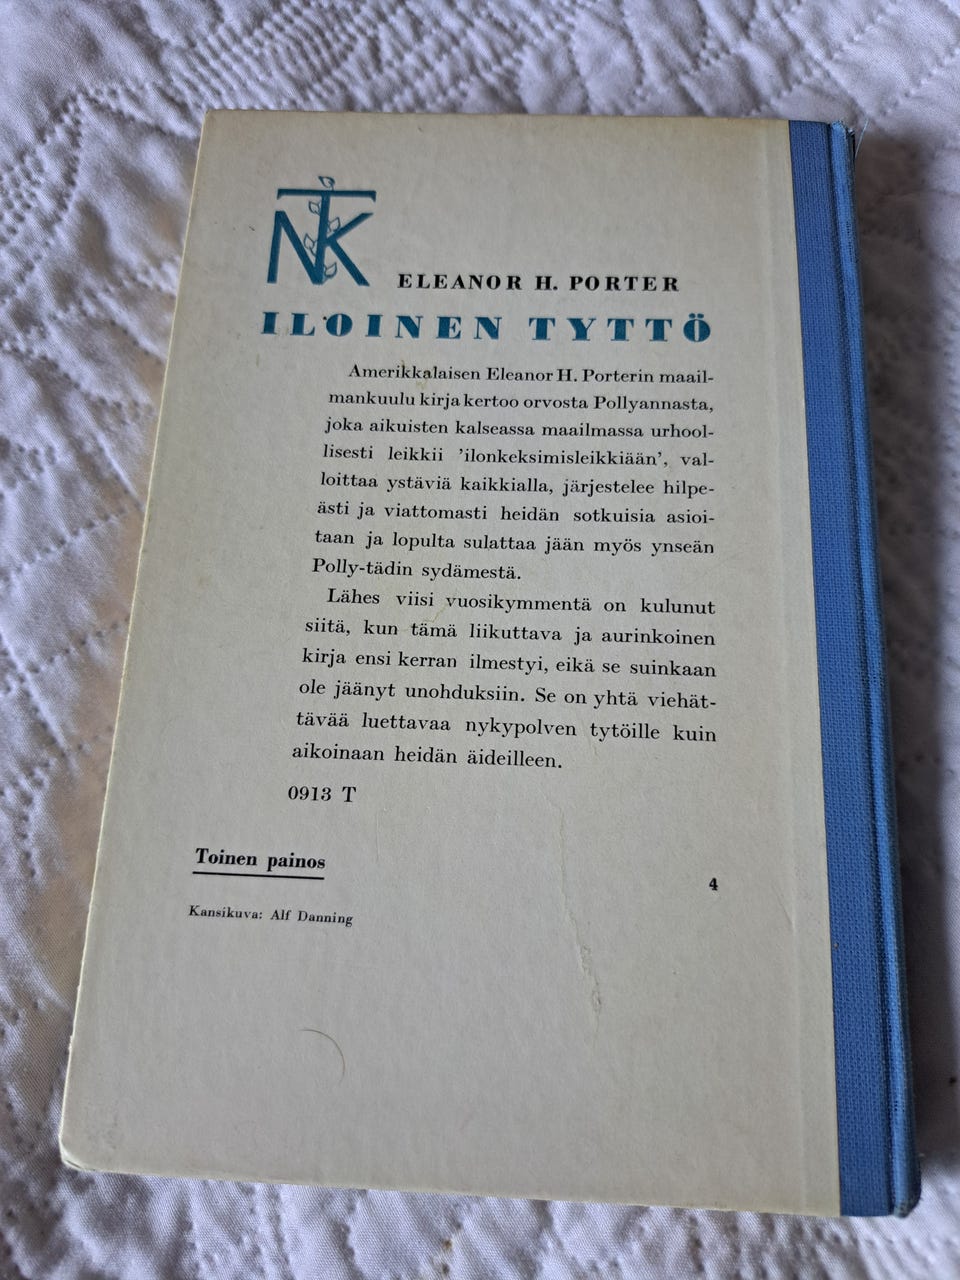 NTK
ELEANOR H. PORTER
ILOINEN TYTTÖ
Amerikkalaisen Eleanor H. Porterin maail-
mankuulu kirja kertoo orvosta Pollyannasta,
joka aikuisten kalseassa maailmassa urhool-
lisesti leikkii 'ilonkeksimisleikkiään', val-
loittaa ystäviä kaikkialla, järjestelee hilpe-
ästi ja viattomasti heidän sotkuisia asioi-
taan ja lopulta sulattaa jään myös ynseän
Polly-tädin sydämestä.
Lähes viisi vuosikymmentä on kulunut
siitä, kun tämä liikuttava ja aurinkoinen
kirja ensi kerran ilmestyi, eikä se suinkaan
ole jäänyt unohduksiin. Se on yhtä viehät-
tävää luettavaa nykypolven tytöille kuin
aikoinaan heidän äideilleen.
0913 T
Toinen painos
4
Kansikuva: Alf Danning